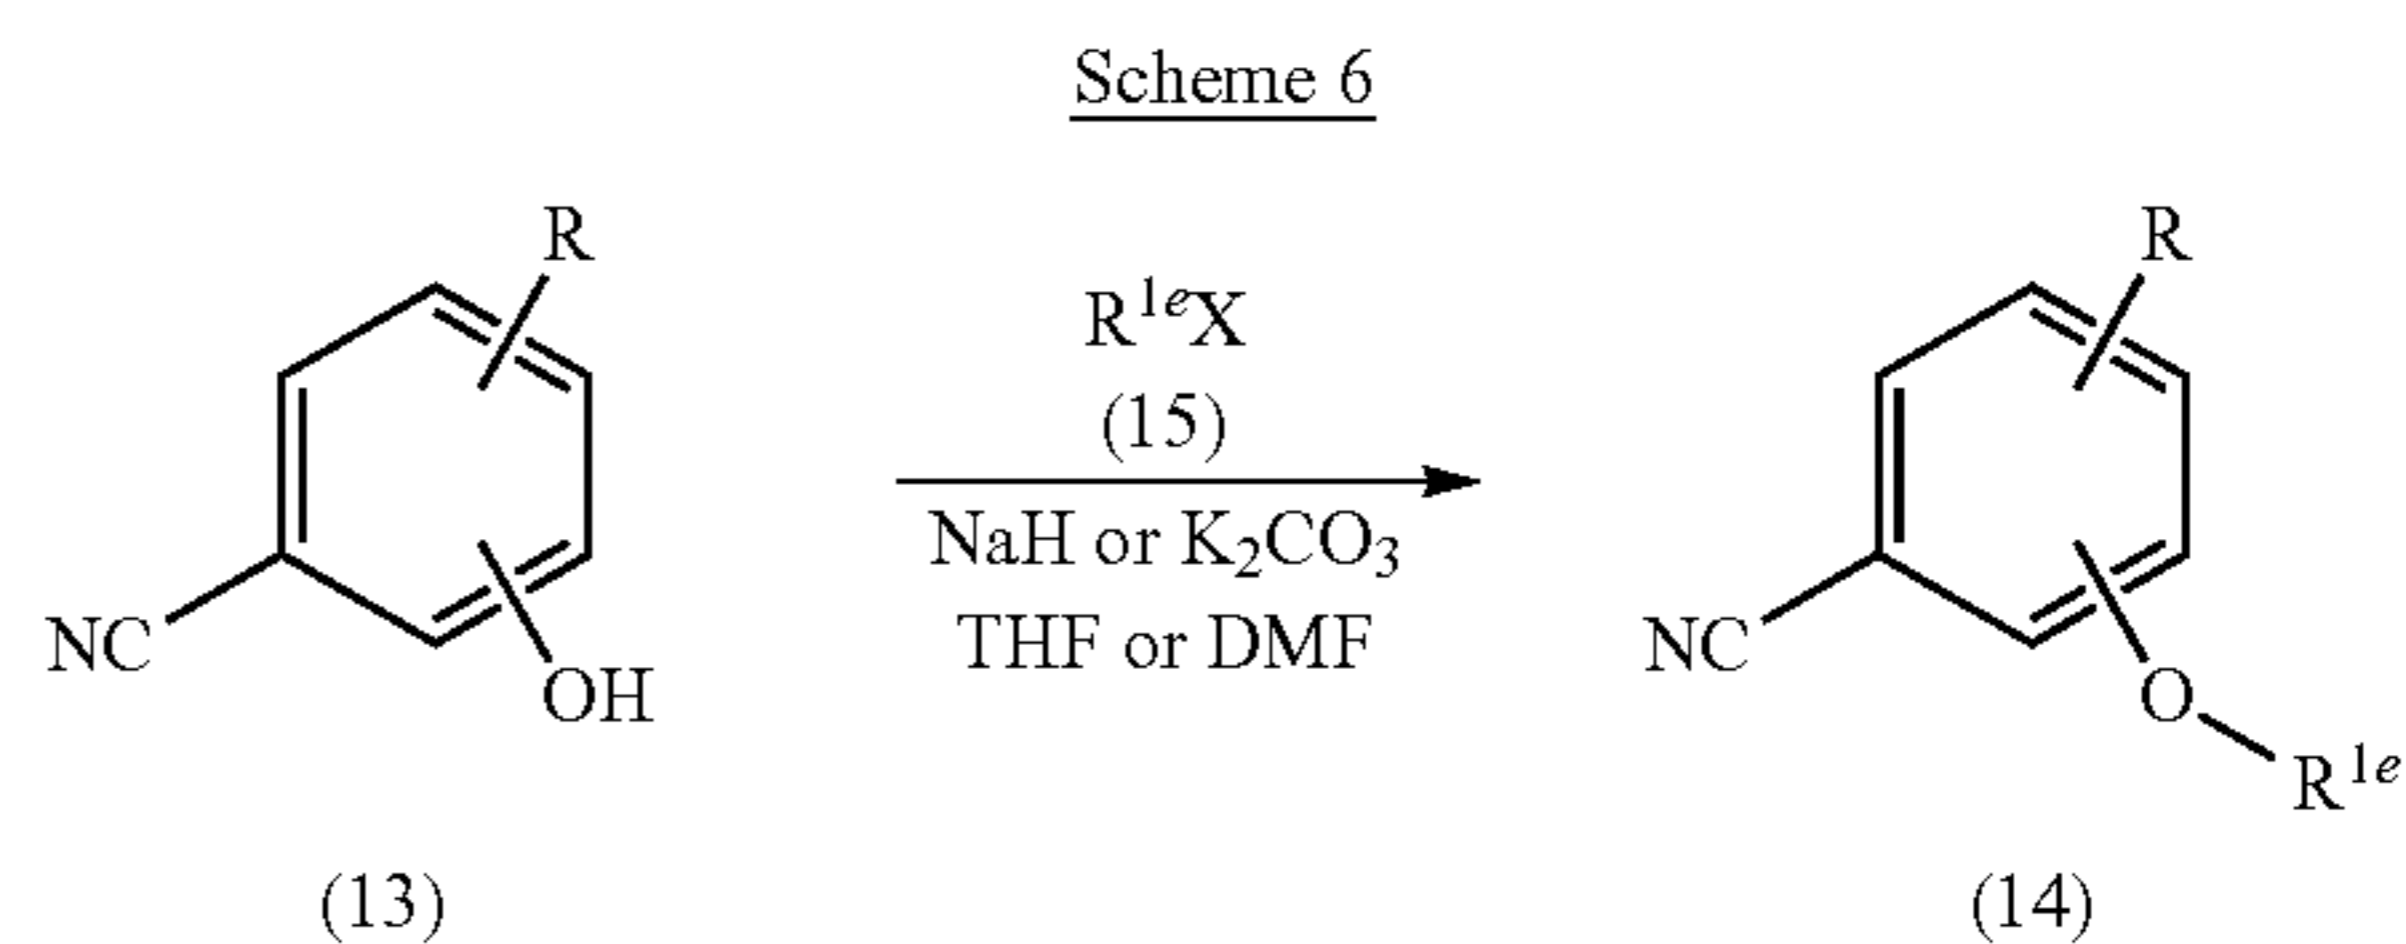 Scheme 6
R
NC
OH
(13)
R¹ᵉX
(15)
NaH or K₂CO₃
THF or DMF
R
NC
O
R¹ᵉ
(14)